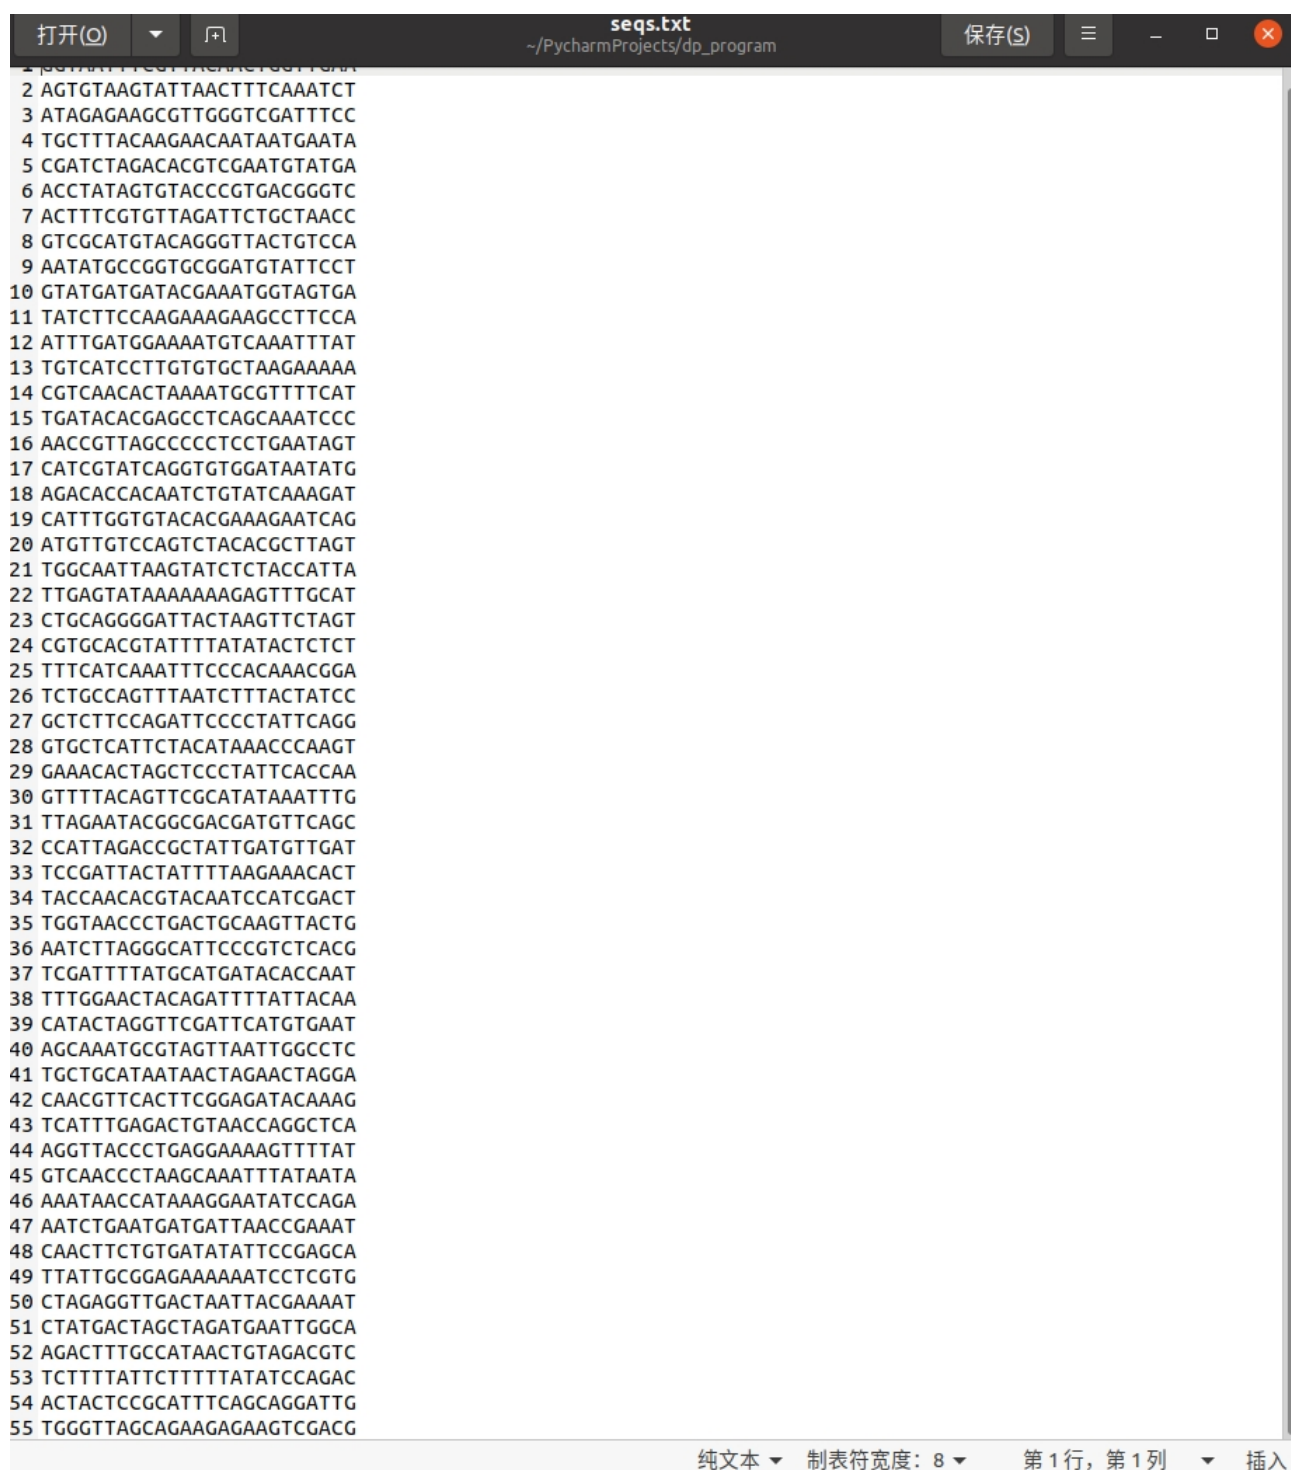 打开(O)
seqs.txt
~/PycharmProjects/dp_program
保存(S)
1
2 AGTGTAAGTATTAACTTTCAAATCT
3 ATAGAGAAGCGTTGGGTCGATTTCC
4 TGCTTTACAAGAACAATAATGAATA
5 CGATCTAGACACGTCGAATGTATGA
6 ACCTATAGTGTACCCGTGACGGGTC
7 ACTTTCGTGTTAGATTCTGCTAACC
8 GTCGCATGTACAGGGTTACTGTCCA
9 AATATGCCGGTGCGGATGTATTCCT
10 GTATGATGATACGAAATGGTAGTGA
11 TATCTTCCAAGAAAGAAGCCTTCCA
12 ATTTGATGGAAAATGTCAAATTTAT
13 TGTCATCCTTGTGTGCTAAGAAAAA
14 CGTCAACACTAAAATGCGTTTTCAT
15 TGATACACGAGCCTCAGCAAATCCC
16 AACCGTTAGCCCCCTCCTGAATAGT
17 CATCGTATCAGGTGTGGATAATATG
18 AGACACCACAATCTGTATCAAAGAT
19 CATTTGGTGTACACGAAAGAATCAG
20 ATGTTGTCCAGTCTACACGCTTAGT
21 TGGCAATTAAGTATCTCTACCATTA
22 TTGAGTATAAAAAAAGAGTTTGCAT
23 CTGCAGGGGATTACTAAGTTCTAGT
24 CGTGCACGTATTTTATATACTCTCT
25 TTTCATCAAATTTCCCACAAACGGA
26 TCTGCCAGTTTAATCTTTACTATCC
27 GCTCTTCCAGATTCCCCTATTCAGG
28 GTGCTCATTCTACATAAACCCAAGT
29 GAAACACTAGCTCCCTATTCACCAA
30 GTTTTACAGTTCGCATATAAATTTG
31 TTAGAATACGGCGACGATGTTCAGC
32 CCATTAGACCGCTATTGATGTTGAT
33 TCCGATTACTATTTTAAGAAACACT
34 TACCAACACGTACAATCCATCGACT
35 TGGTAACCCTGACTGCAAGTTACTG
36 AATCTTAGGGCATTCCCGTCTCACG
37 TCGATTTTATGCATGATACACCAAT
38 TTTGGAACTACAGATTTTATTACAA
39 CATACTAGGTTCGATTCATGTGAAT
40 AGCAAATGCGTAGTTAATTGGCCTC
41 TGCTGCATAATAACTAGAACTAGGA
42 CAACGTTCACTTCGGAGATACAAAG
43 TCATTTGAGACTGTAACCAGGCTCA
44 AGGTTACCCTGAGGAAAAGTTTTAT
45 GTCAACCCTAAGCAAATTTATAATA
46 AAATAACCATAAAGGAATATCCAGA
47 AATCTGAATGATGATTAACCGAAAT
48 CAACTTCTGTGATATATTCCGAGCA
49 TTATTGCGGAGAAAAAATCCTCGTG
50 CTAGAGGTTGACTAATTACGAAAAT
51 CTATGACTAGCTAGATGAATTGGCA
52 AGACTTTGCCATAACTGTAGACGTC
53 TCTTTTATTCTTTTTATATCCAGAC
54 ACTACTCCGCATTTCAGCAGGATTG
55 TGGGTTAGCAGAAGAGAAGTCGACG
纯文本 制表符宽度：8 第 1 行，第 1 列 插入